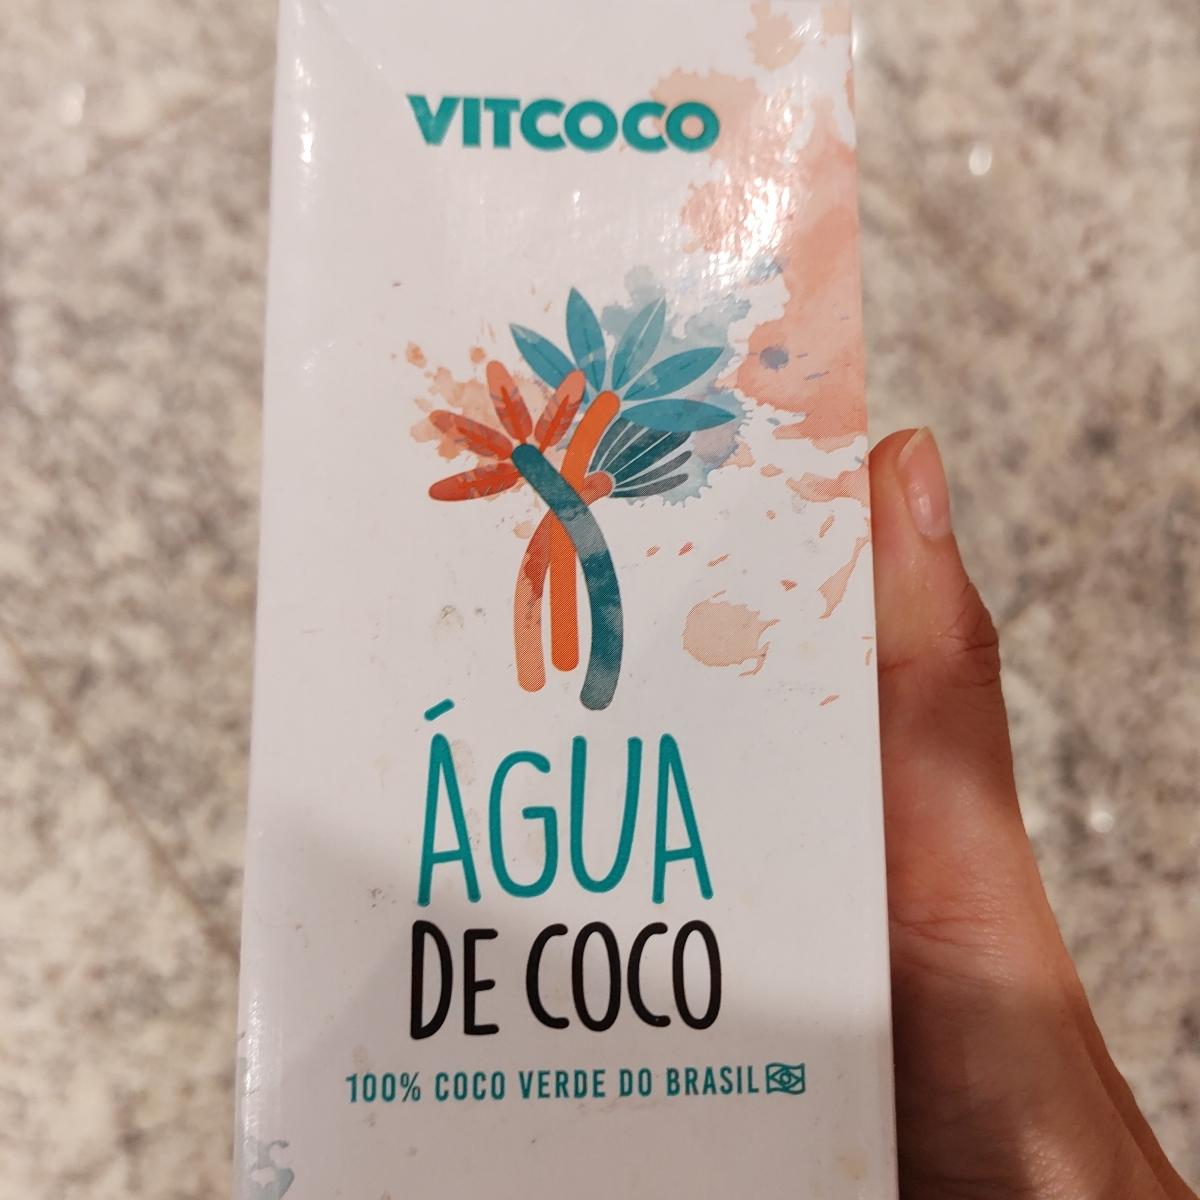 VITCOCO
ÁGUA
DE COCO
100% COCO VERDE DO BRASIL